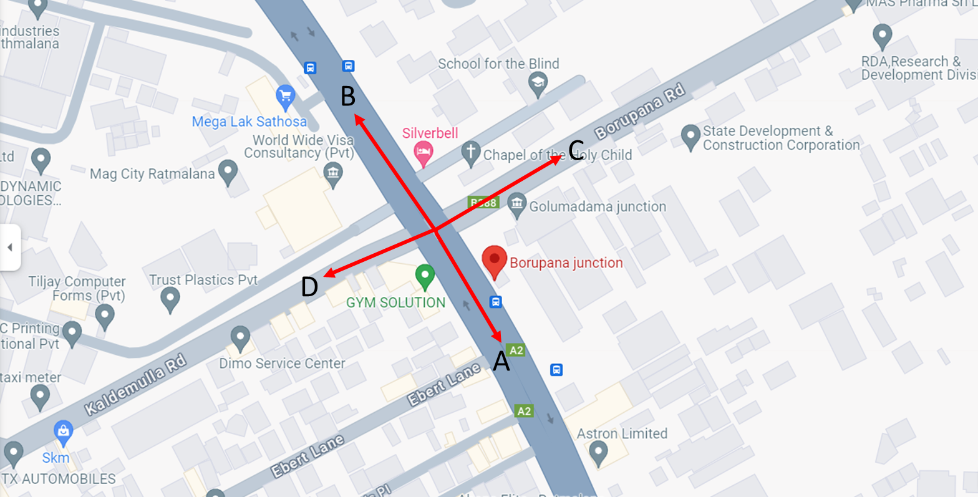 industries
thmalana
MAS Pharma Sri L
RDA,Research &
Development Divis
School for the Blind
B
Mega Lak Sathosa
Borupana Rd
World Wide Visa
Consultancy (Pvt)
Silverbell
State Development &
Construction Corporation
Chapel of the Holy Child
C
Ltd
DYNAMIC
OLOGIES...
Mag City Ratmalana
B388
Golumadama junction
Borupana junction
D
Tiljay Computer
Forms (Pvt)
Trust Plastics Pvt
GYM SOLUTION
C Printing
tional Pvt
Dimo Service Center
A2
A
taxi meter
Kaldemulla Rd
Ebert Lane
A2
Ebert Lane
Astron Limited
Skm
TX AUTOMOBILES
Pl